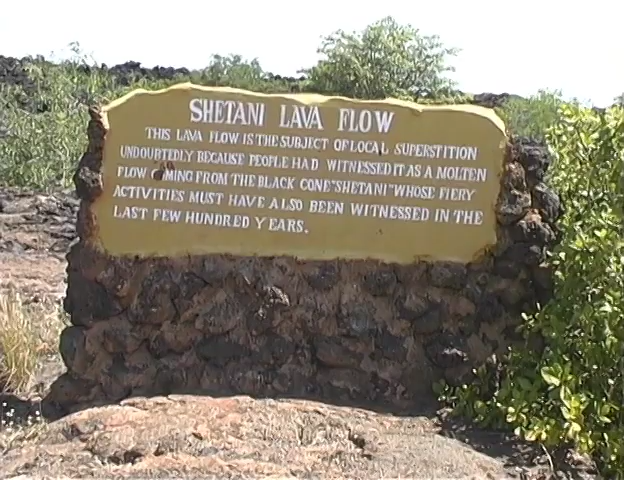 SHETANI LAVA FLOW
THIS LAVA FLOW IS THE SUBJECT OF LOCAL SUPERSTITION
UNDOUBTEDLY BECAUSE PEOPLE HAD WITNESSED IT AS A MOLTEN
FLOW COMING FROM THE BLACK CONE "SHETANI" WHOSE FIERY
ACTIVITIES MUST HAVE ALSO BEEN WITNESSED IN THE
LAST FEW HUNDRED YEARS.